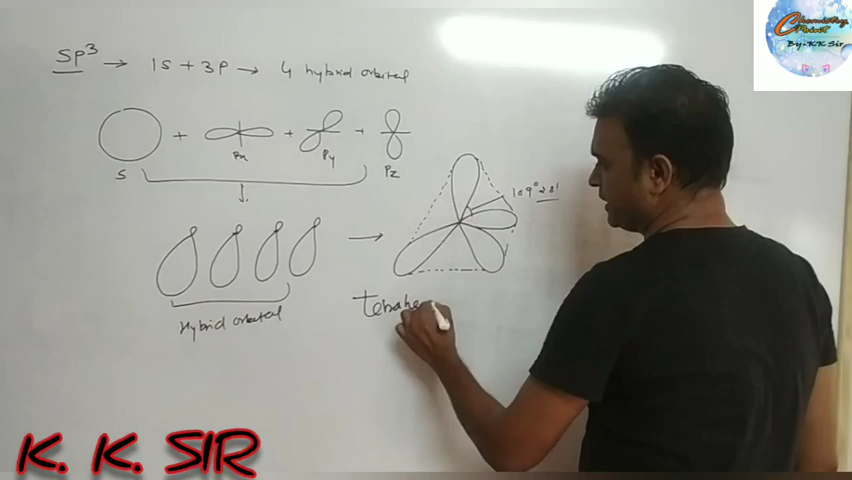 SP³ → 1S + 3P → 4 hybrid orbital
S + Px + Py + Pz
109°28'
Hybrid orbital
Tetrahe
Chemistry
Point
By-K.K Sir
K. K. SIR